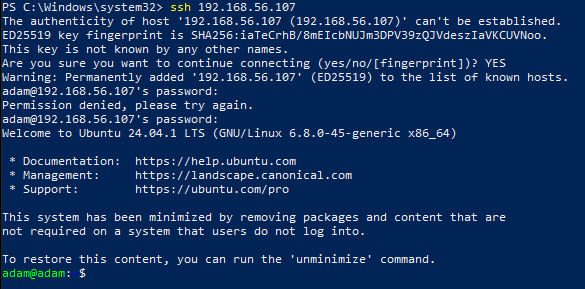 PS C:\Windows\system32> ssh 192.168.56.107
The authenticity of host '192.168.56.107 (192.168.56.107)' can't be established.
ED25519 key fingerprint is SHA256:iaTeCrhB/8mEIcbNUJm3DPV39zQJVdeszIaVKCUVNoo.
This key is not known by any other names.
Are you sure you want to continue connecting (yes/no/[fingerprint])? YES
Warning: Permanently added '192.168.56.107' (ED25519) to the list of known hosts.
adam@192.168.56.107's password:
Permission denied, please try again.
adam@192.168.56.107's password:
Welcome to Ubuntu 24.04.1 LTS (GNU/Linux 6.8.0-45-generic x86_64)
* Documentation: https://help.ubuntu.com
* Management: https://landscape.canonical.com
* Support: https://ubuntu.com/pro
This system has been minimized by removing packages and content that are
not required on a system that users do not log into.
To restore this content, you can run the 'unminimize' command.
adam@adam: $